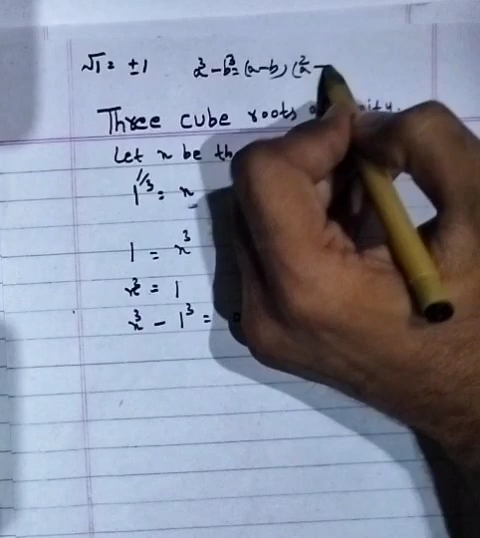 √1 = ±1 a³ - b³ = (a-b) (a²
Three cube roots
Let x be
1^(1/3) = x
1 = x³
x³ = 1
x³ - 1³ =